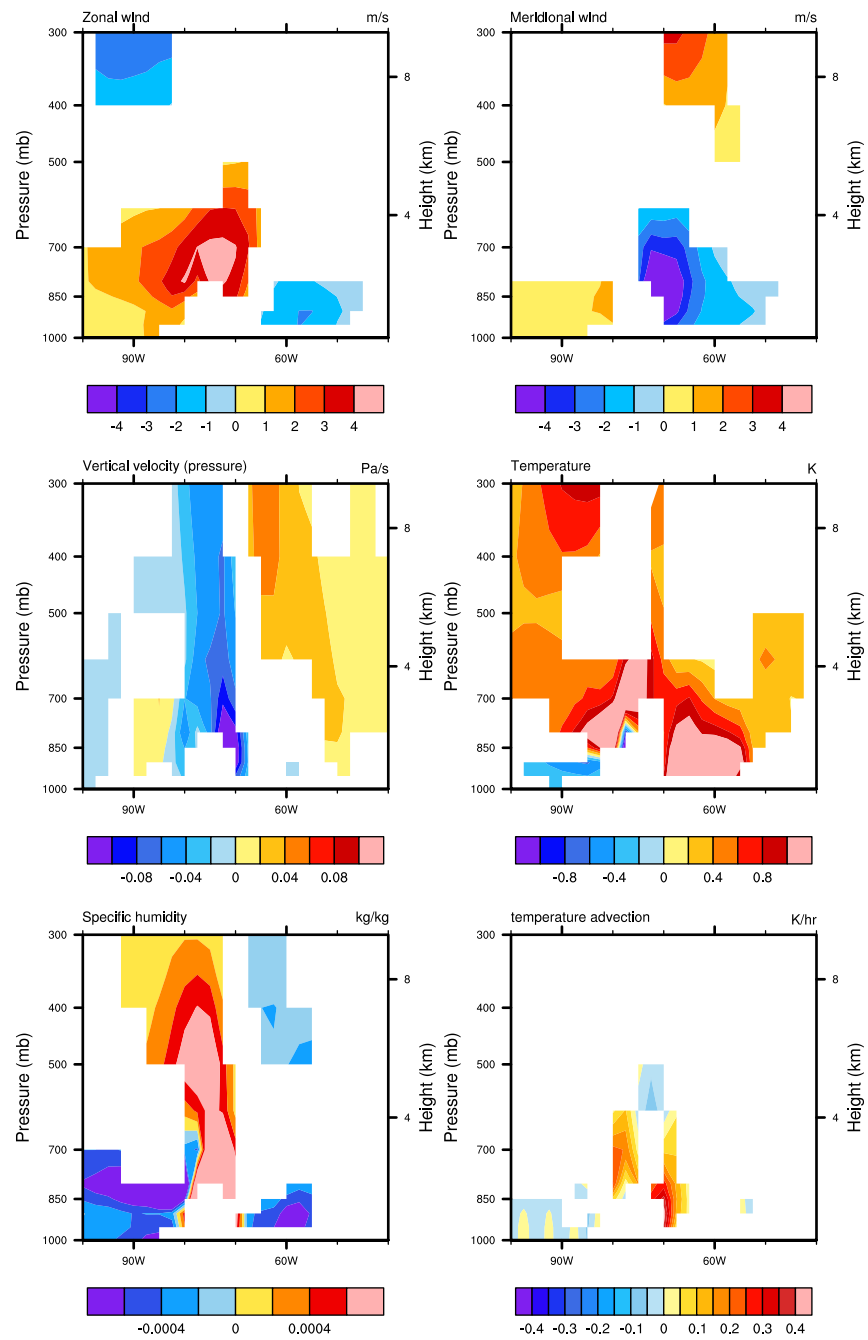 Zonal wind m/s
Meridional wind m/s
300
400
500
700
850
1000
Pressure (mb)
8
4
Height (km)
90W 60W
300
400
500
700
850
1000
Pressure (mb)
8
4
Height (km)
90W 60W
-4 -3 -2 -1 0 1 2 3 4
-4 -3 -2 -1 0 1 2 3 4
Vertical velocity (pressure) Pa/s
Temperature K
300
400
500
700
850
1000
Pressure (mb)
8
4
Height (km)
90W 60W
300
400
500
700
850
1000
Pressure (mb)
8
4
Height (km)
90W 60W
-0.08 -0.04 0 0.04 0.08
-0.8 -0.4 0 0.4 0.8
Specific humidity kg/kg
temperature advection K/hr
300
400
500
700
850
1000
Pressure (mb)
8
4
Height (km)
90W 60W
300
400
500
700
850
1000
Pressure (mb)
8
4
Height (km)
90W 60W
-0.0004 0 0.0004
-0.4 -0.3 -0.2 -0.1 0 0.1 0.2 0.3 0.4